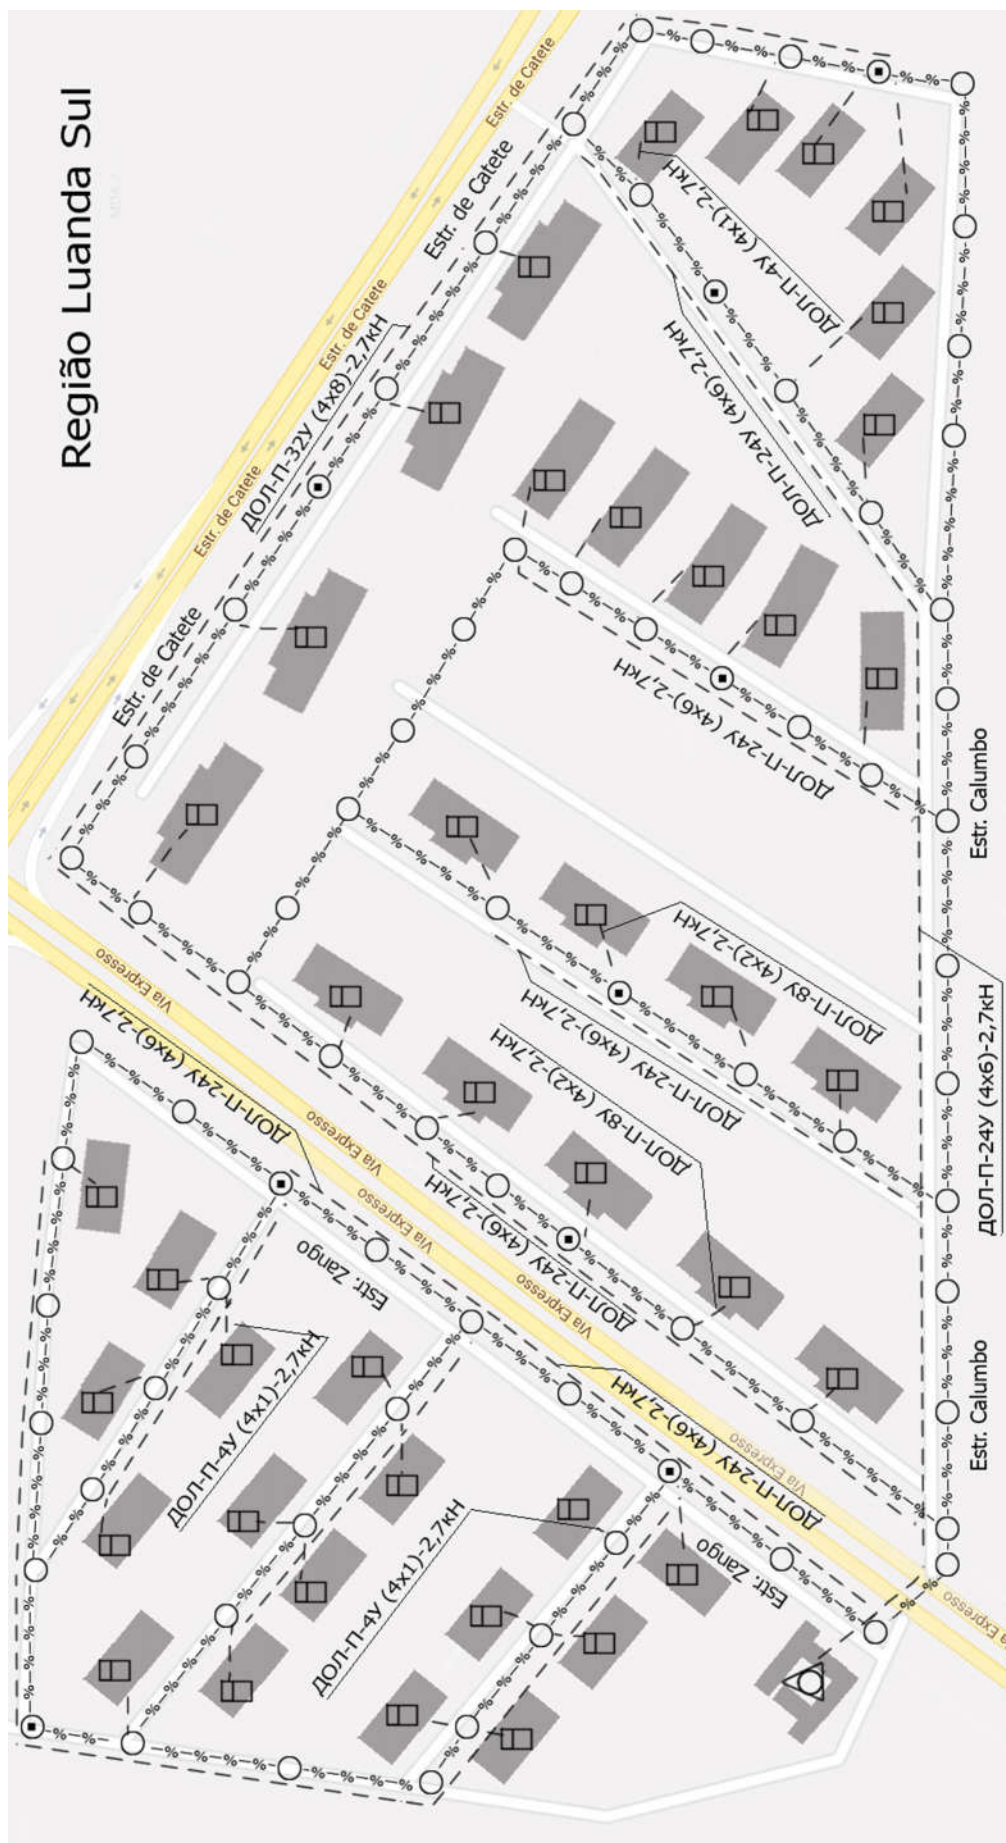 Região Luanda Sul
Estr. de Catete
Estr. de Catete
Estr. de Catete
Estr. de Catete
Estr. de Catete
Estr. de Catete
ДОЛ-П-32У (4х8)-2,7кН
ДОЛ-П-4У (4х1)-2,7кН
ДОЛ-П-24У (4х6)-2,7кН
ДОЛ-П-24У (4х6)-2,7кН
Via Expresso
ДОЛ-П-24У (4х6)-2,7кН
ДОЛ-П-8У (4х2)-2,7кН
ДОЛ-П-24У (4х6)-2,7кН
ДОЛ-П-8У (4х2)-2,7кН
Via Expresso
Via Expresso
ДОЛ-П-24У (4х6)-2,7кН
Via Expresso
Estr. Calumbo
ДОЛ-П-24У (4х6)-2,7кН
Estr. Calumbo
Estr. Zango
ДОЛ-П-4У (4х1)-2,7кН
ДОЛ-П-24У (4х6)-2,7кН
Via Expresso
ДОЛ-П-4У (4х1)-2,7кН
Estr. Zango
Via Expresso